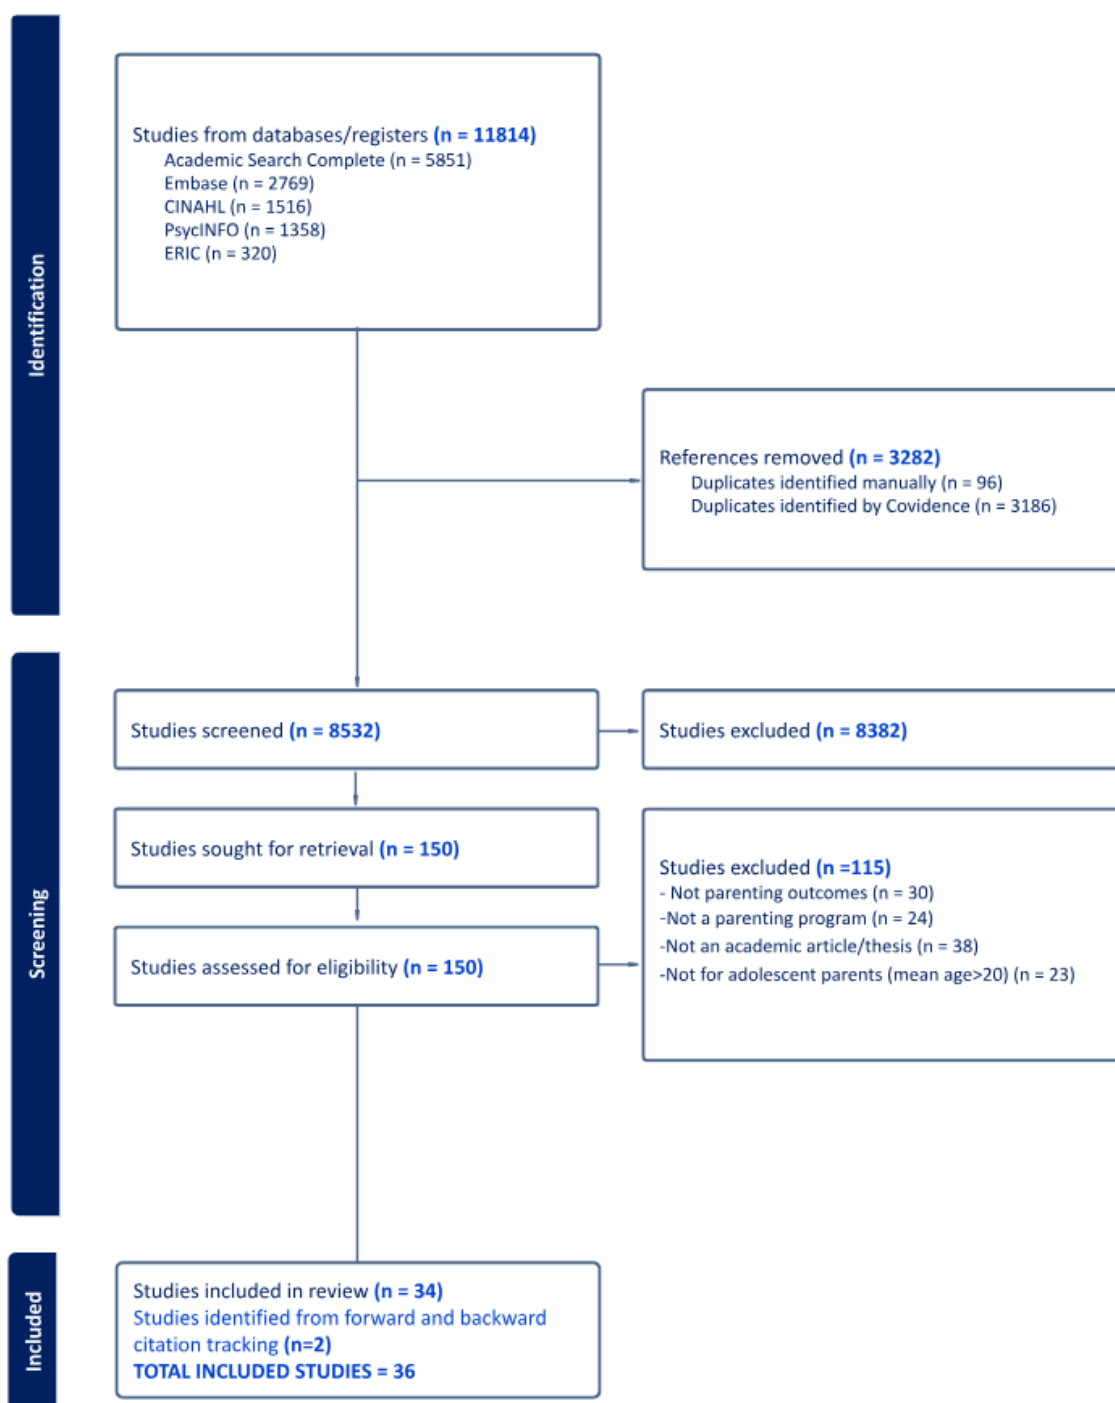 Identification
Studies from databases/registers (n = 11814)
Academic Search Complete (n = 5851)
Embase (n = 2769)
CINAHL (n = 1516)
PsycINFO (n = 1358)
ERIC (n = 320)
References removed (n = 3282)
Duplicates identified manually (n = 96)
Duplicates identified by Covidence (n = 3186)
Screening
Studies screened (n = 8532)
Studies excluded (n = 8382)
Studies sought for retrieval (n = 150)
Studies assessed for eligibility (n = 150)
Studies excluded (n =115)
- Not parenting outcomes (n = 30)
-Not a parenting program (n = 24)
-Not an academic article/thesis (n = 38)
-Not for adolescent parents (mean age>20) (n = 23)
Included
Studies included in review (n = 34)
Studies identified from forward and backward
citation tracking (n=2)
TOTAL INCLUDED STUDIES = 36